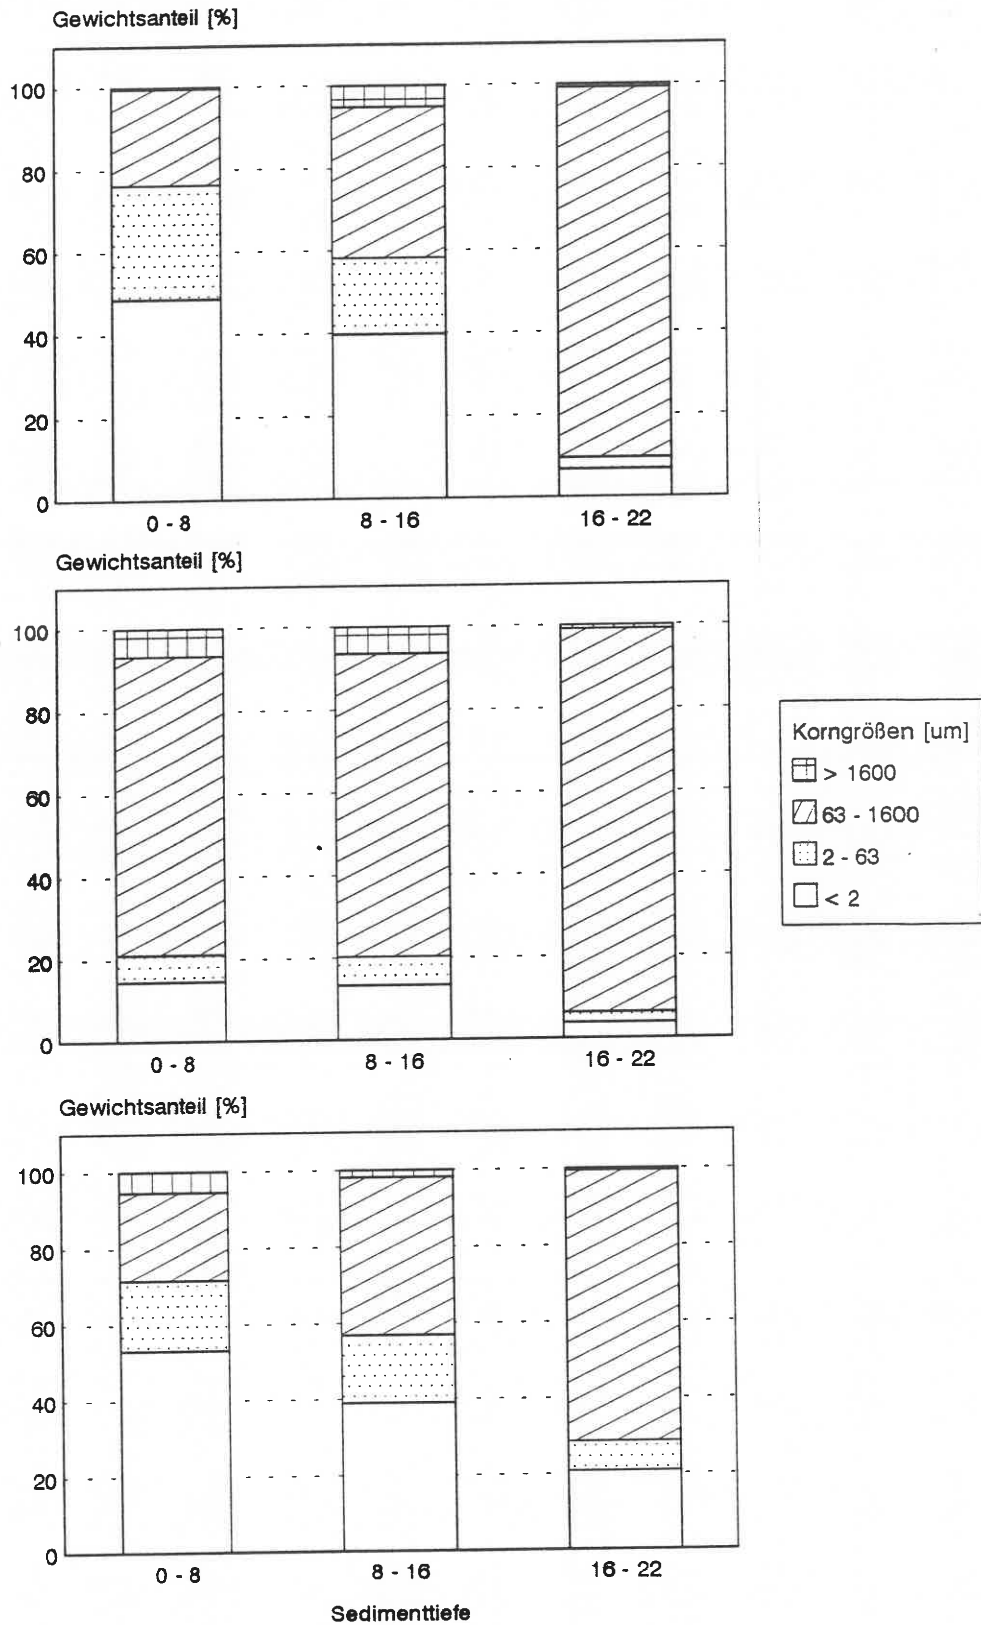 Gewichtsanteil [%]
100
80
60
40
20
0
0 - 8
8 - 16
16 - 22
Gewichtsanteil [%]
100
80
60
40
20
0
0 - 8
8 - 16
16 - 22
Korngrößen [um]
> 1600
63 - 1600
2 - 63
< 2
Gewichtsanteil [%]
100
80
60
40
20
0
0 - 8
8 - 16
16 - 22
Sedimenttiefe